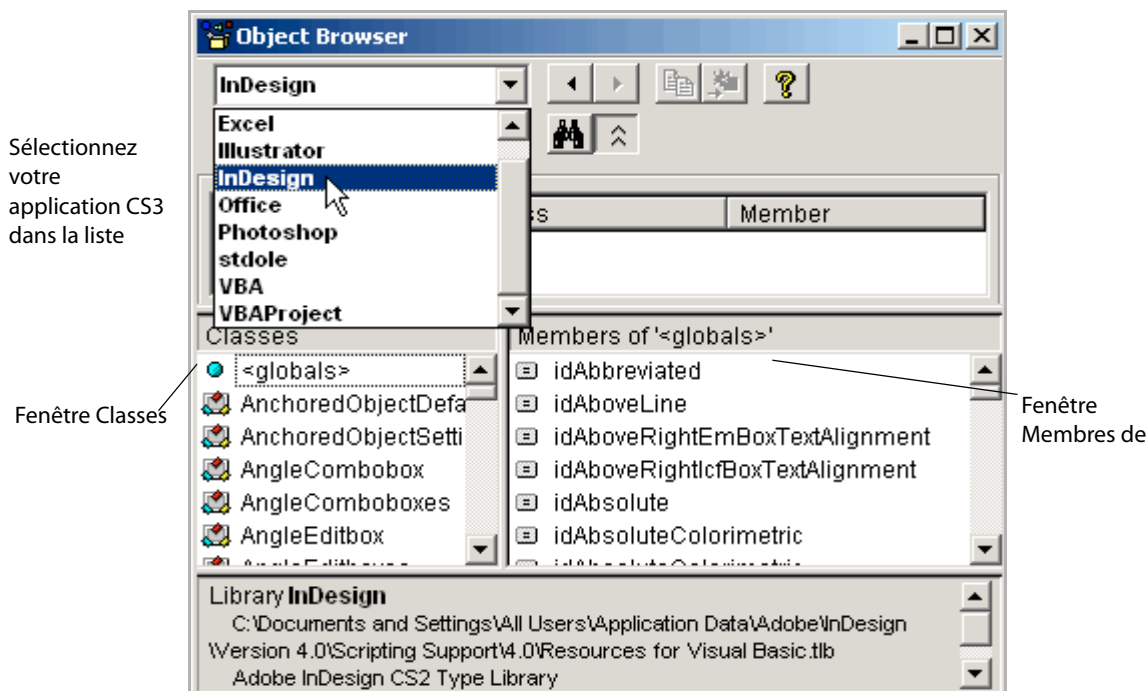 Object Browser
InDesign
Excel
Illustrator
InDesign
Office
Photoshop
stdole
VBA
VBAProject
Sélectionnez
votre
application CS3
dans la liste
Member
Classes
Members of '<globals>'
<globals>
AnchoredObjectDefa
AnchoredObjectSetti
AngleCombobox
AngleComboboxes
AngleEditbox
idAbbreviated
idAboveLine
idAboveRightEmBoxTextAlignment
idAboveRightIcfBoxTextAlignment
idAbsolute
idAbsoluteColorimetric
Fenêtre Classes
Fenêtre
Membres de
Library InDesign
C:\Documents and Settings\All Users\Application Data\Adobe\InDesign
\Version 4.0\Scripting Support\4.0\Resources for Visual Basic.tlb
Adobe InDesign CS2 Type Library